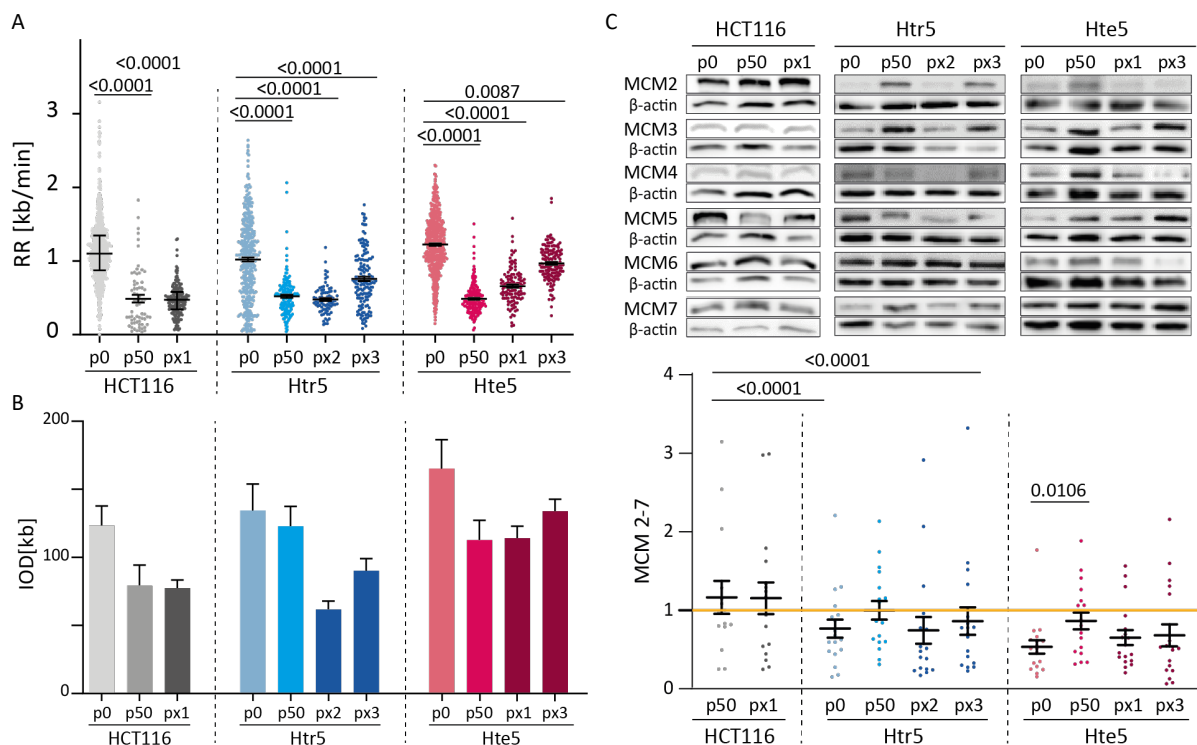 A
<0.0001
<0.0001
<0.0001
<0.0001
<0.0001
0.0087
<0.0001
<0.0001
RR [kb/min]
3
2
1
0
p0 p50 px1 p0 p50 px2 px3 p0 p50 px1 px3
HCT116 Htr5 Hte5
B
IOD[kb]
200
100
0
p0 p50 px1 p0 p50 px2 px3 p0 p50 px1 px3
HCT116 Htr5 Hte5
C
HCT116 Htr5 Hte5
p0 p50 px1 p0 p50 px2 px3 p0 p50 px1 px3
MCM2
β-actin
MCM3
β-actin
MCM4
β-actin
MCM5
β-actin
MCM6
β-actin
MCM7
β-actin
<0.0001
<0.0001
0.0106
MCM 2-7
4
3
2
1
0
p50 px1 p0 p50 px2 px3 p0 p50 px1 px3
HCT116 Htr5 Hte5